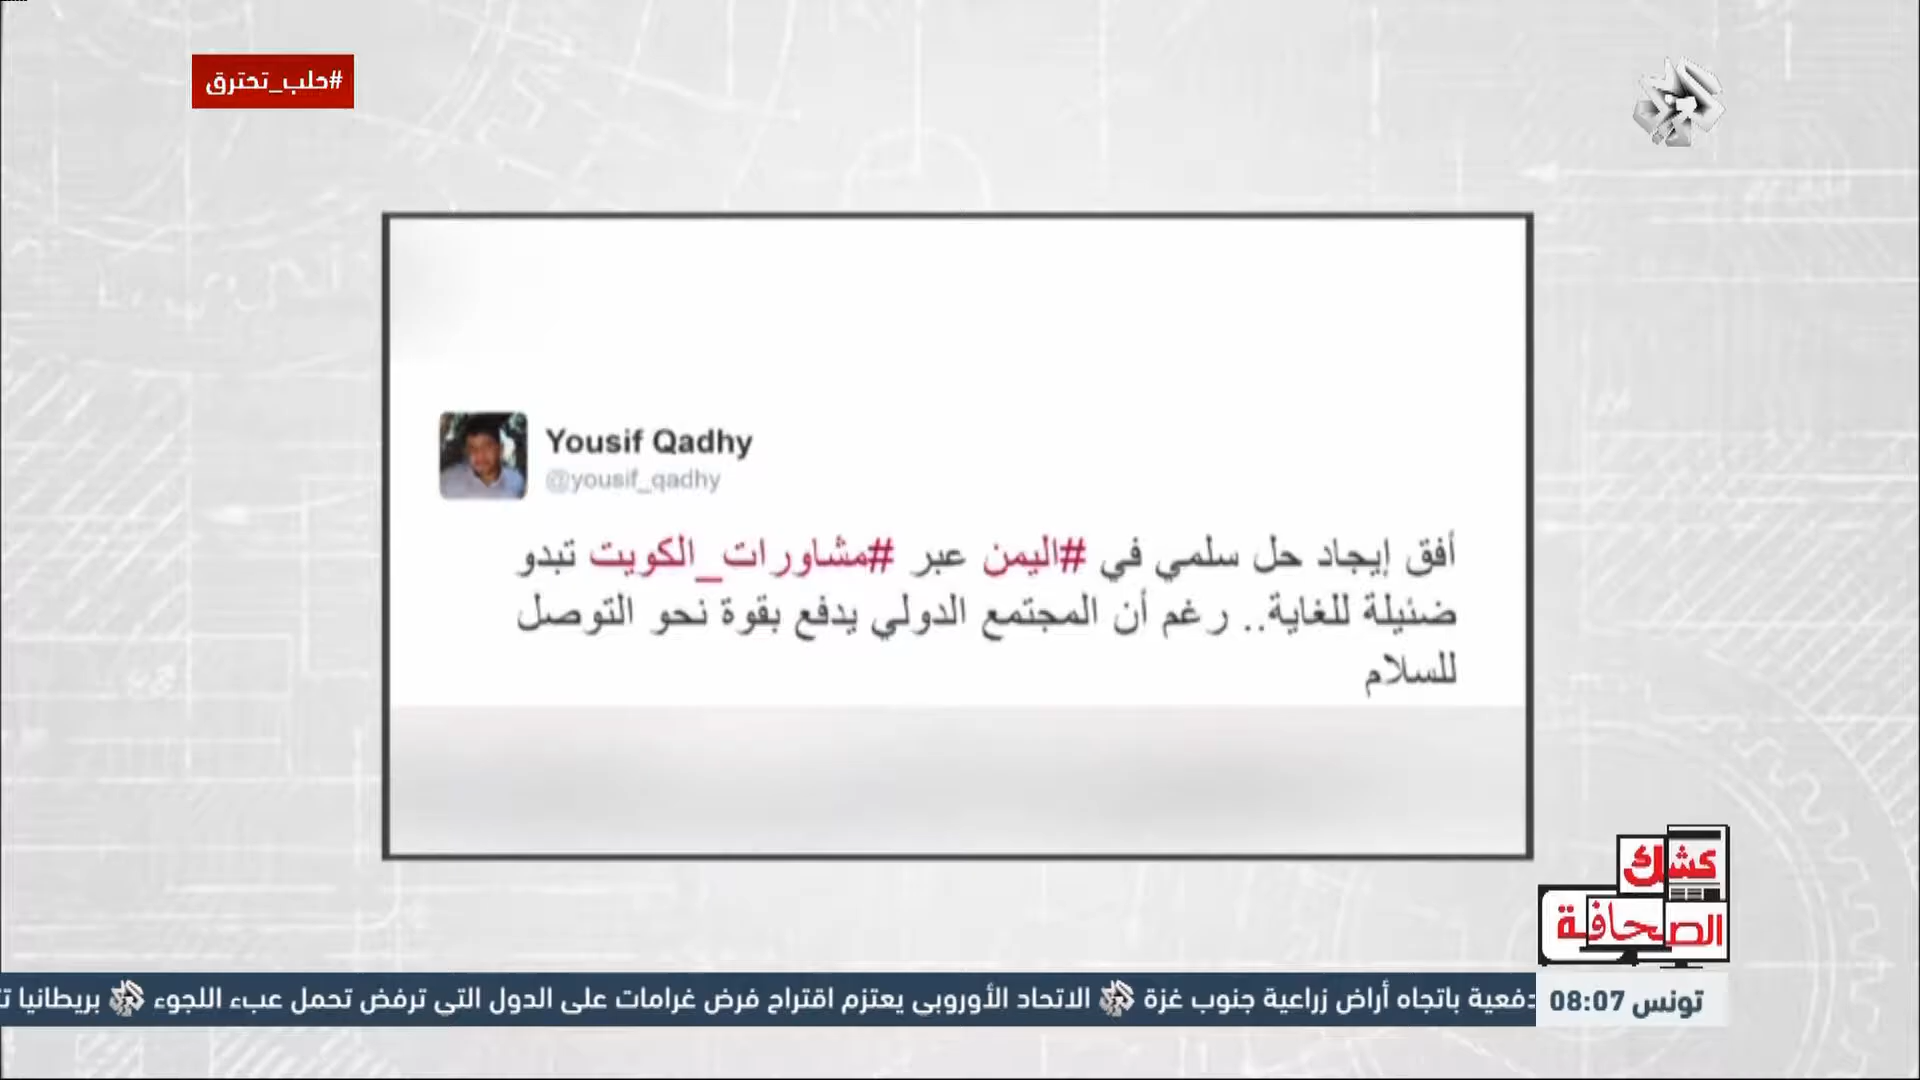 #حلب_تحترق
Yousif Qadhy
@yousif_qadhy
أفق إيجاد حل سلمي في #اليمن عبر #مشاورات_الكويت تبدو
ضئيلة للغاية.. رغم أن المجتمع الدولي يدفع بقوة نحو التوصل
للسلام
كشك
الصحافة
تونس 08:07
باتجاه أراض زراعية جنوب غزة الاتحاد الأوروبي يعتزم اقتراح فرض غرامات على الدول التي ترفض تحمل عبء اللجوء بريطانيا